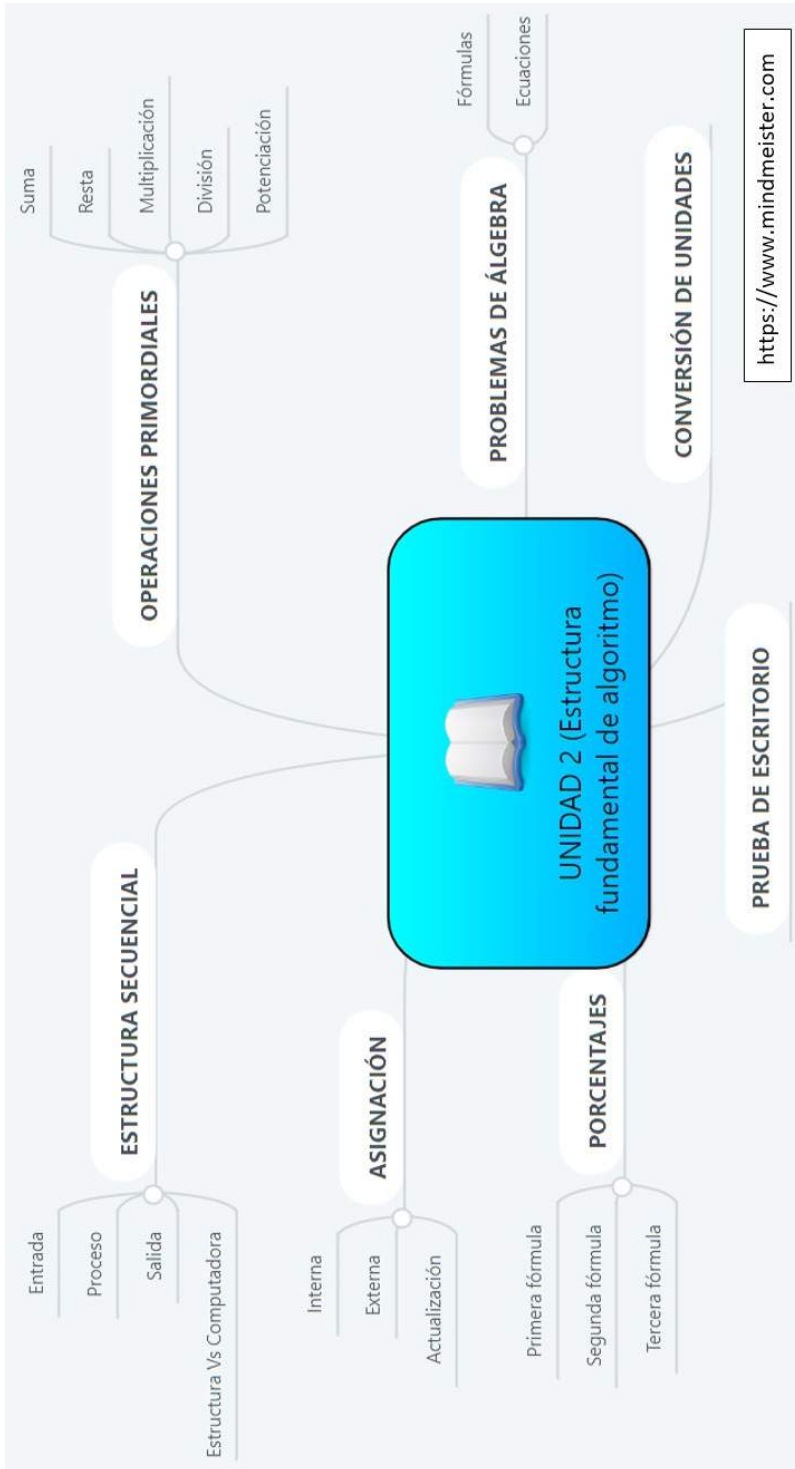 UNIDAD 2 (Estructura
fundamental de algoritmo)
ESTRUCTURA SECUENCIAL
Entrada
Proceso
Salida
Estructura Vs Computadora
ASIGNACIÓN
Interna
Externa
Actualización
PORCENTAJES
Primera fórmula
Segunda fórmula
Tercera fórmula
OPERACIONES PRIMORDIALES
Suma
Resta
Multiplicación
División
Potenciación
PROBLEMAS DE ÁLGEBRA
Fórmulas
Ecuaciones
CONVERSIÓN DE UNIDADES
PRUEBA DE ESCRITORIO
https://www.mindmeister.com